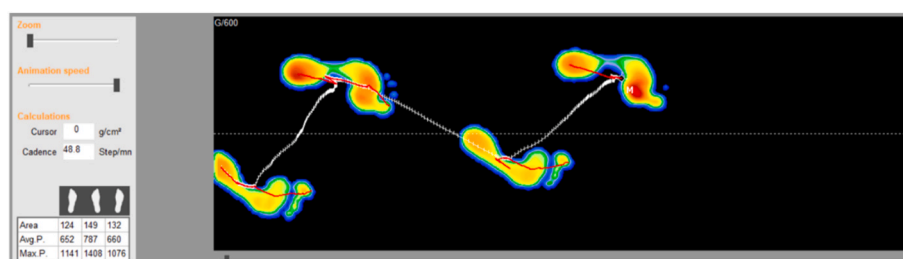 G/600
Zoom
Animation speed
Calculations
Cursor 0 g/cm²
Cadence 48.8 Step/mn
M
Area 124 149 132
Avg.P. 652 787 660
Max.P. 1141 1408 1076